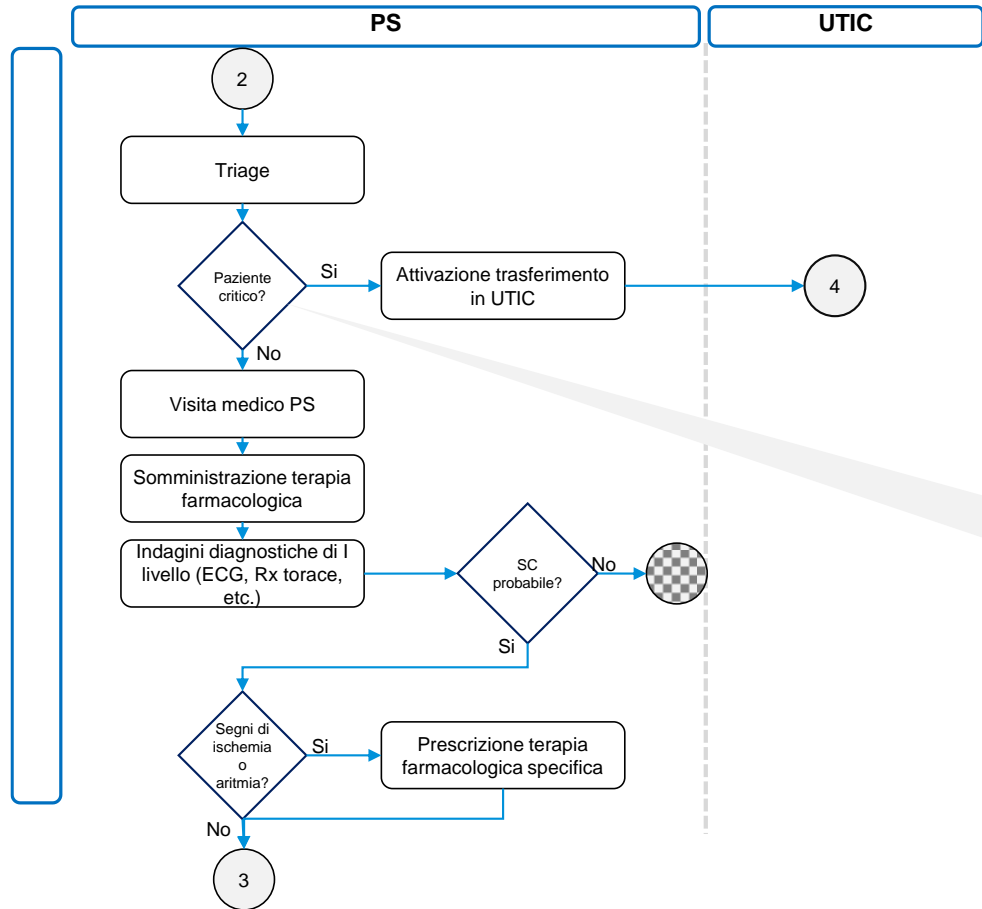 PS
UTIC
2
Triage
Paziente
critico?
Si
Attivazione trasferimento
in UTIC
4
No
Visita medico PS
Somministrazione terapia
farmacologica
Indagini diagnostiche di I
livello (ECG, Rx torace,
etc.)
SC
probabile?
No
Si
Segni di
ischemia
o
aritmia?
Si
Prescrizione terapia
farmacologica specifica
No
3